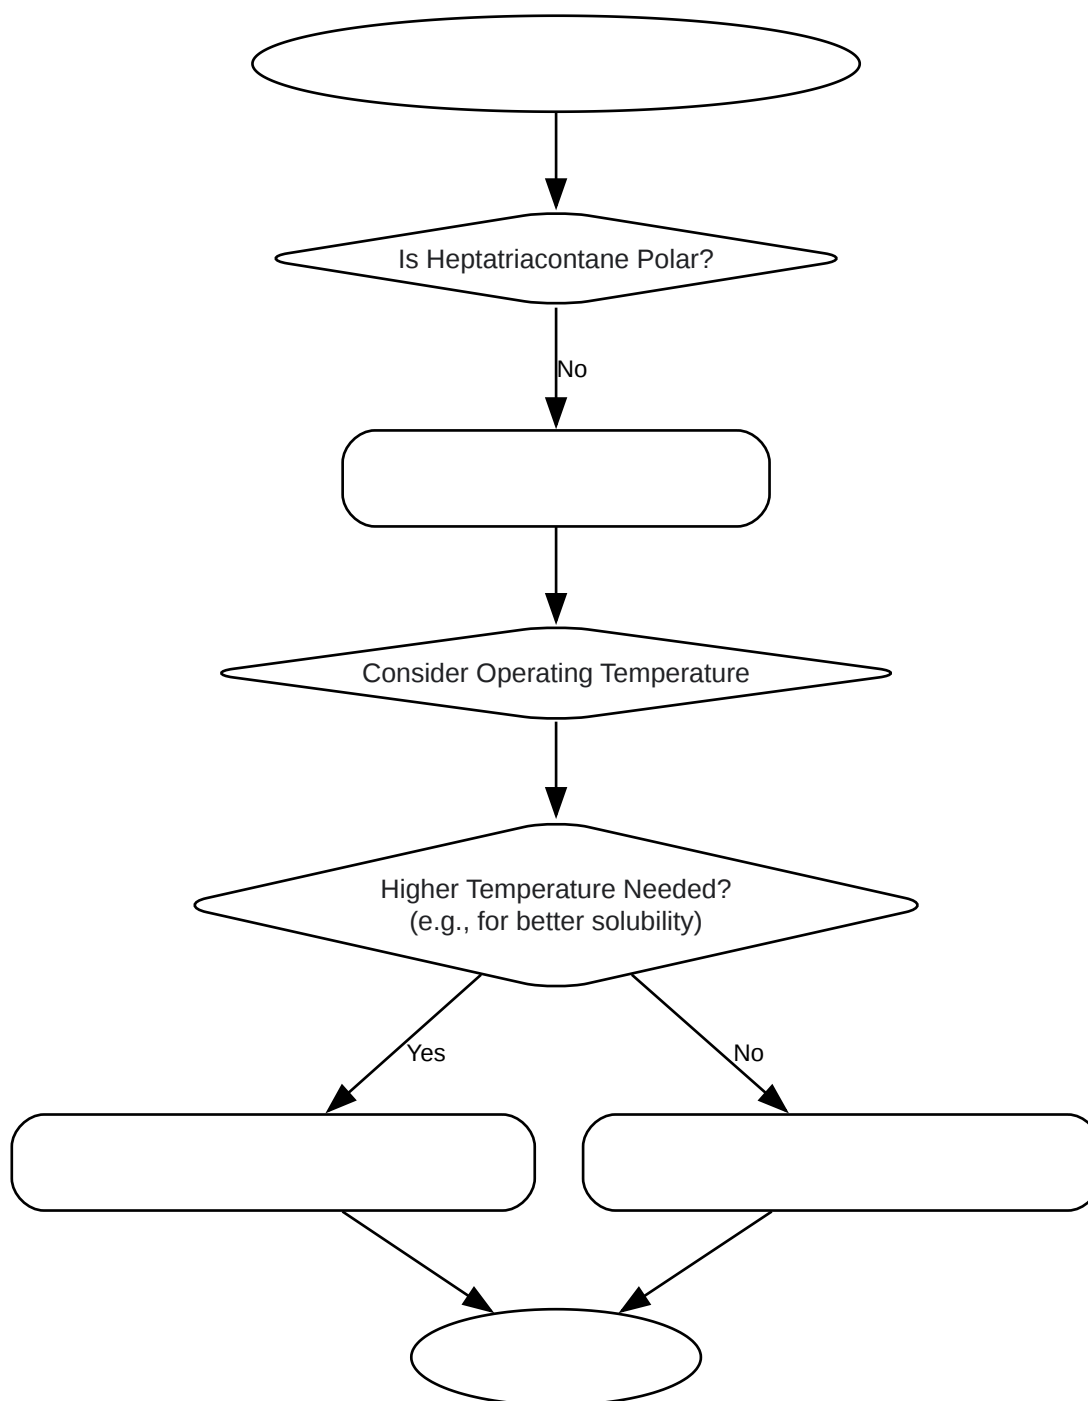 Is Heptatriacontane Polar?
No
Consider Operating Temperature
Higher Temperature Needed?
(e.g., for better solubility)
Yes
No